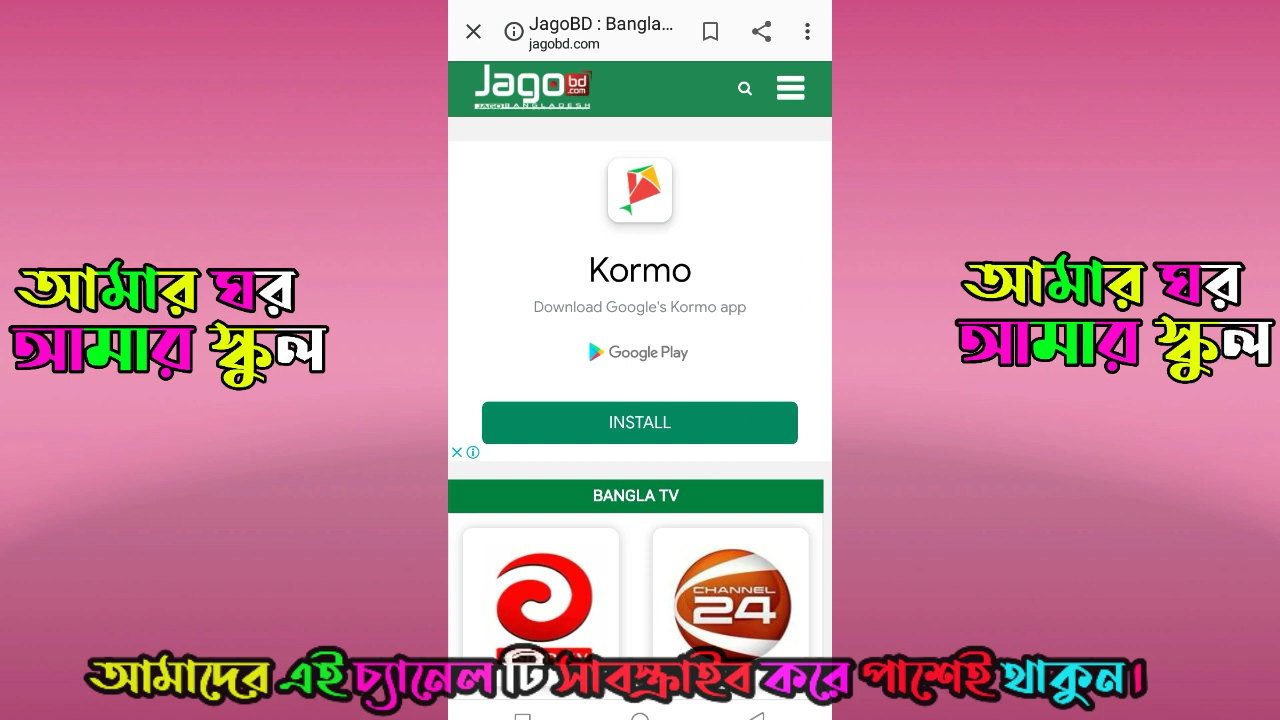 JagoBD : Bangla...
jagobd.com
Jago bd .com
JAGOBANGLADESH
Kormo
Download Google's Kormo app
Google Play
INSTALL
BANGLA TV
CHANNEL
24
আমার ঘর
আমার স্কুল
আমার ঘর
আমার স্কুল
আমাদের এই চ্যানেল টি সাবস্ক্রাইব করে পাশেই থাকুন।